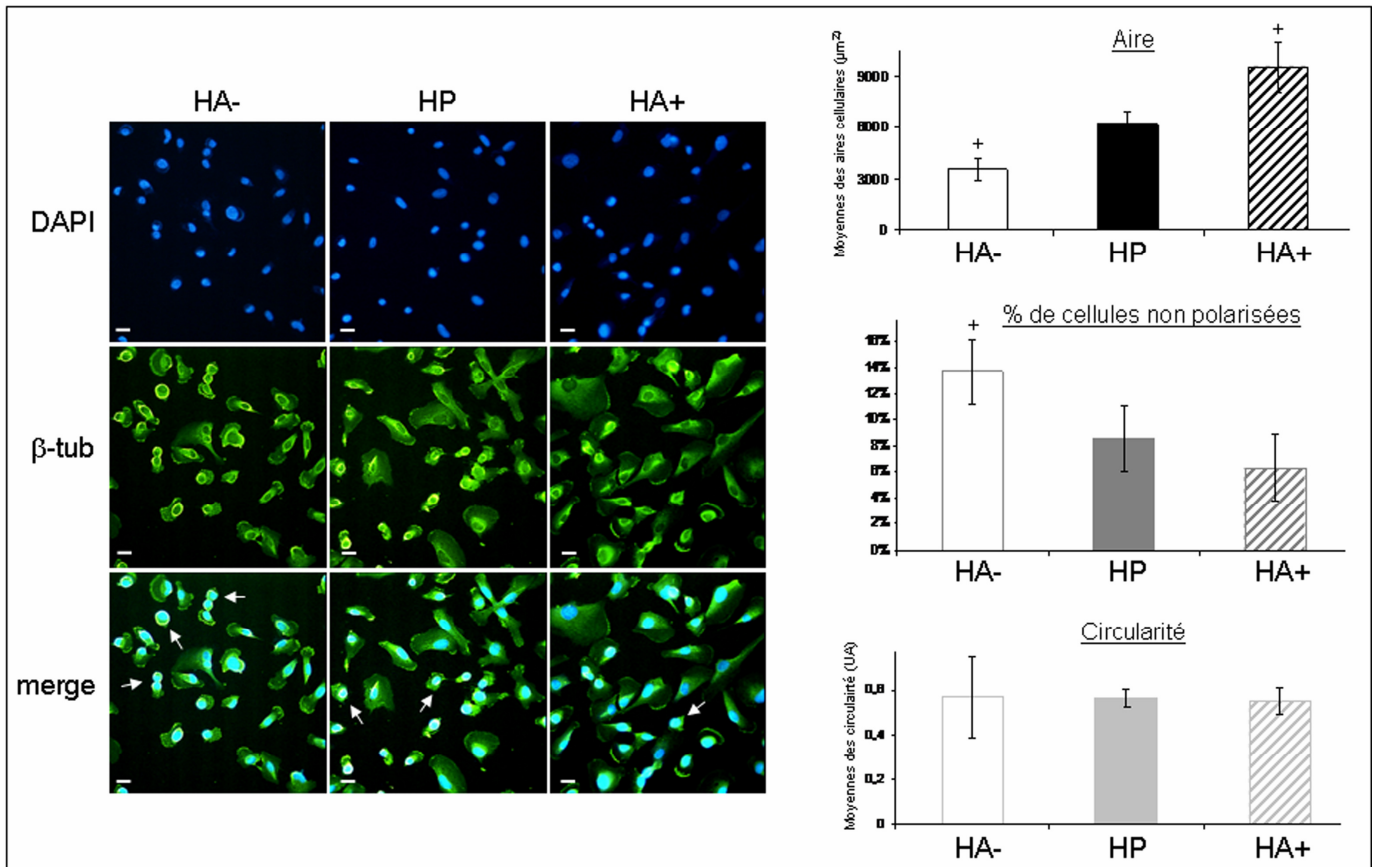 HA- HP HA+
DAPI
β-tub
merge
Aire
Moyennes des aires cellulaires (µm²)
+
+
9000
6000
3000
0
HA- HP HA+
% de cellules non polarisées
+
16%
14%
12%
10%
8%
6%
4%
2%
0%
HA- HP HA+
Circularité
Moyennes des circulairté (UA)
0,6
0,4
0,2
0
HA- HP HA+